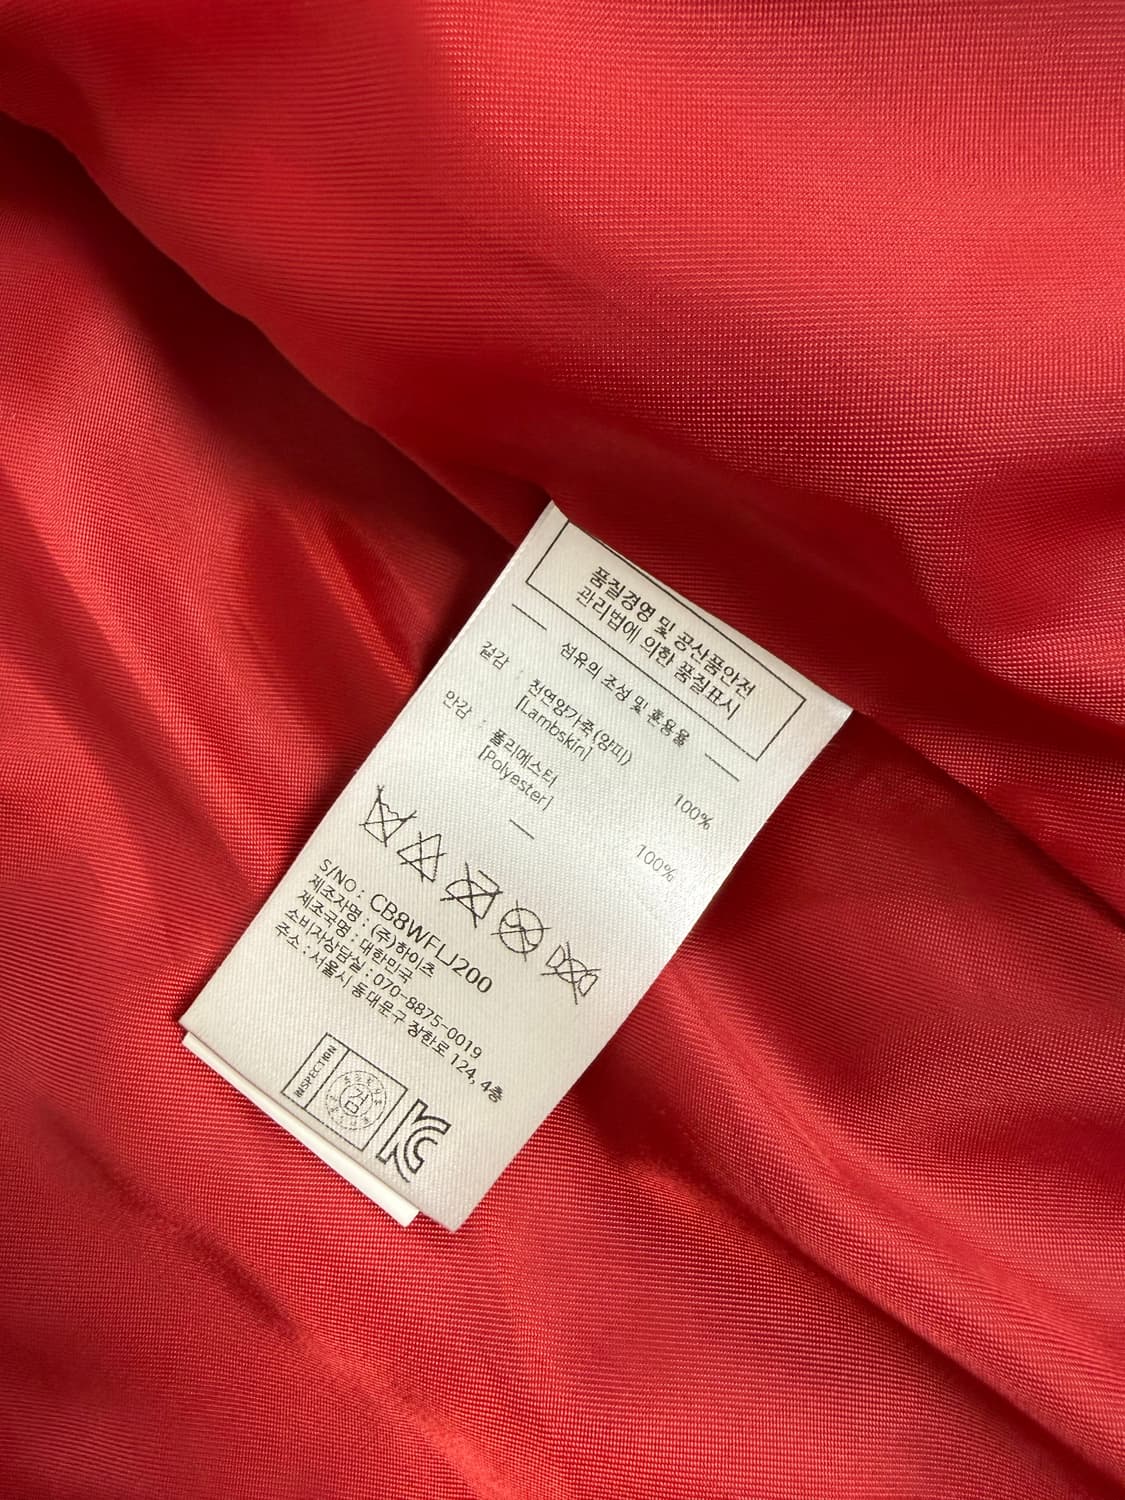 품질경영 및 공산품안전
관리법에 의한 품질표시
섬유의 조성 및 혼용율
겉감 : 천연양가죽(양피) 100%
[Lambskin]
안감 : 폴리에스터 100%
[Polyester]
S/NO : CB8WFLJ200
제조자명 : (주)하이츠
제조국명 : 대한민국
소비자상담실 : 070-8875-0019
주소 : 서울시 동대문구 장한로 124, 4층
INSPECTION
검
KC